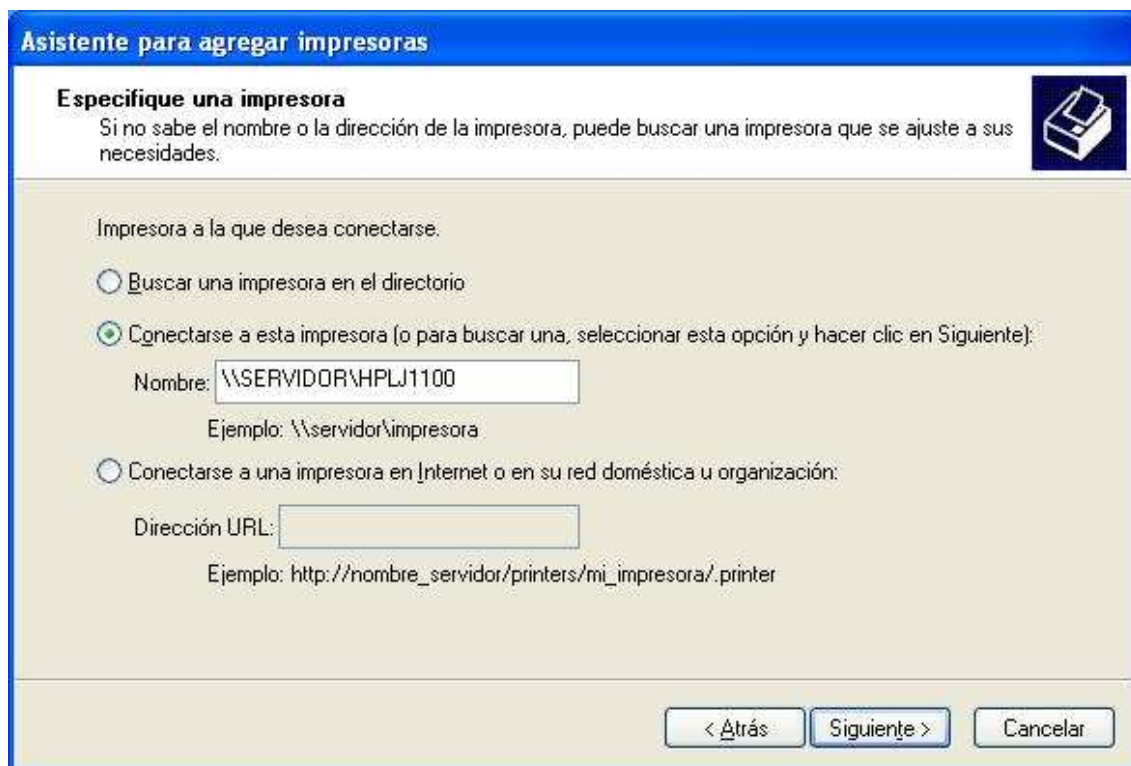 Asistente para agregar impresoras
Especifique una impresora
Si no sabe el nombre o la dirección de la impresora, puede buscar una impresora que se ajuste a sus
necesidades.
Impresora a la que desea conectarse.
Buscar una impresora en el directorio
Conectarse a esta impresora (o para buscar una, seleccionar esta opción y hacer clic en Siguiente):
Nombre: \\SERVIDOR\HPLJ1100
Ejemplo: \\servidor\impresora
Conectarse a una impresora en Internet o en su red doméstica u organización:
Dirección URL:
Ejemplo: http://nombre_servidor/printers/mi_impresora/.printer
< Atrás Siguiente > Cancelar